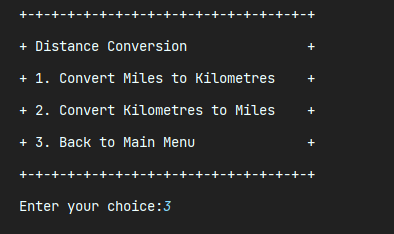 +-+-+-+-+-+-+-+-+-+-+-+-+-+-+-+-+-+-+
+ Distance Conversion               +
+ 1. Convert Miles to Kilometres    +
+ 2. Convert Kilometres to Miles    +
+ 3. Back to Main Menu              +
+-+-+-+-+-+-+-+-+-+-+-+-+-+-+-+-+-+-+
Enter your choice:3